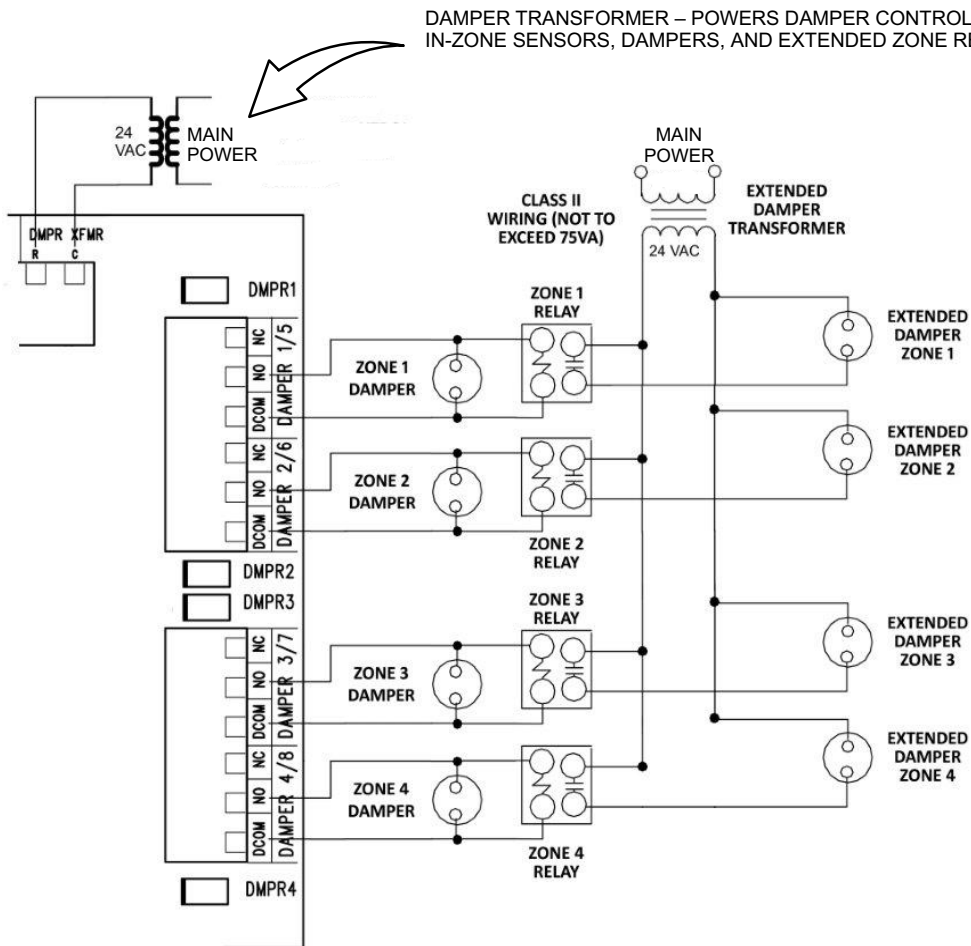 DAMPER TRANSFORMER – POWERS DAMPER CONTROL
IN-ZONE SENSORS, DAMPERS, AND EXTENDED ZONE
24
VAC
MAIN
POWER
MAIN
POWER
CLASS II
WIRING (NOT TO
EXCEED 75VA)
EXTENDED
DAMPER
TRANSFORMER
24 VAC
DMPR XFMR
R C
DMPR1
NC
NO
DCOM
DAMPER 1/5
NC
NO
DCOM
DAMPER 2/6
DMPR2
DMPR3
NC
NO
DCOM
DAMPER 3/7
NC
NO
DCOM
DAMPER 4/8
DMPR4
ZONE 1
DAMPER
ZONE 1
RELAY
EXTENDED
DAMPER
ZONE 1
ZONE 2
DAMPER
ZONE 2
RELAY
EXTENDED
DAMPER
ZONE 2
ZONE 3
RELAY
ZONE 3
DAMPER
EXTENDED
DAMPER
ZONE 3
ZONE 4
DAMPER
ZONE 4
RELAY
EXTENDED
DAMPER
ZONE 4